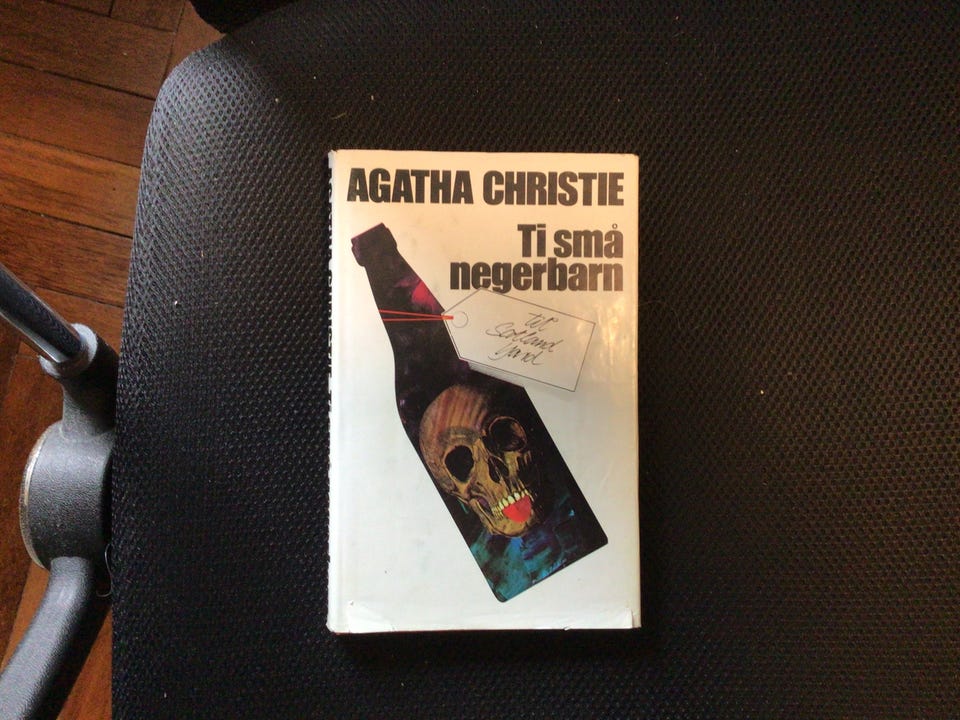 AGATHA CHRISTIE
Ti små
negerbarn
til
Scotland
Yard